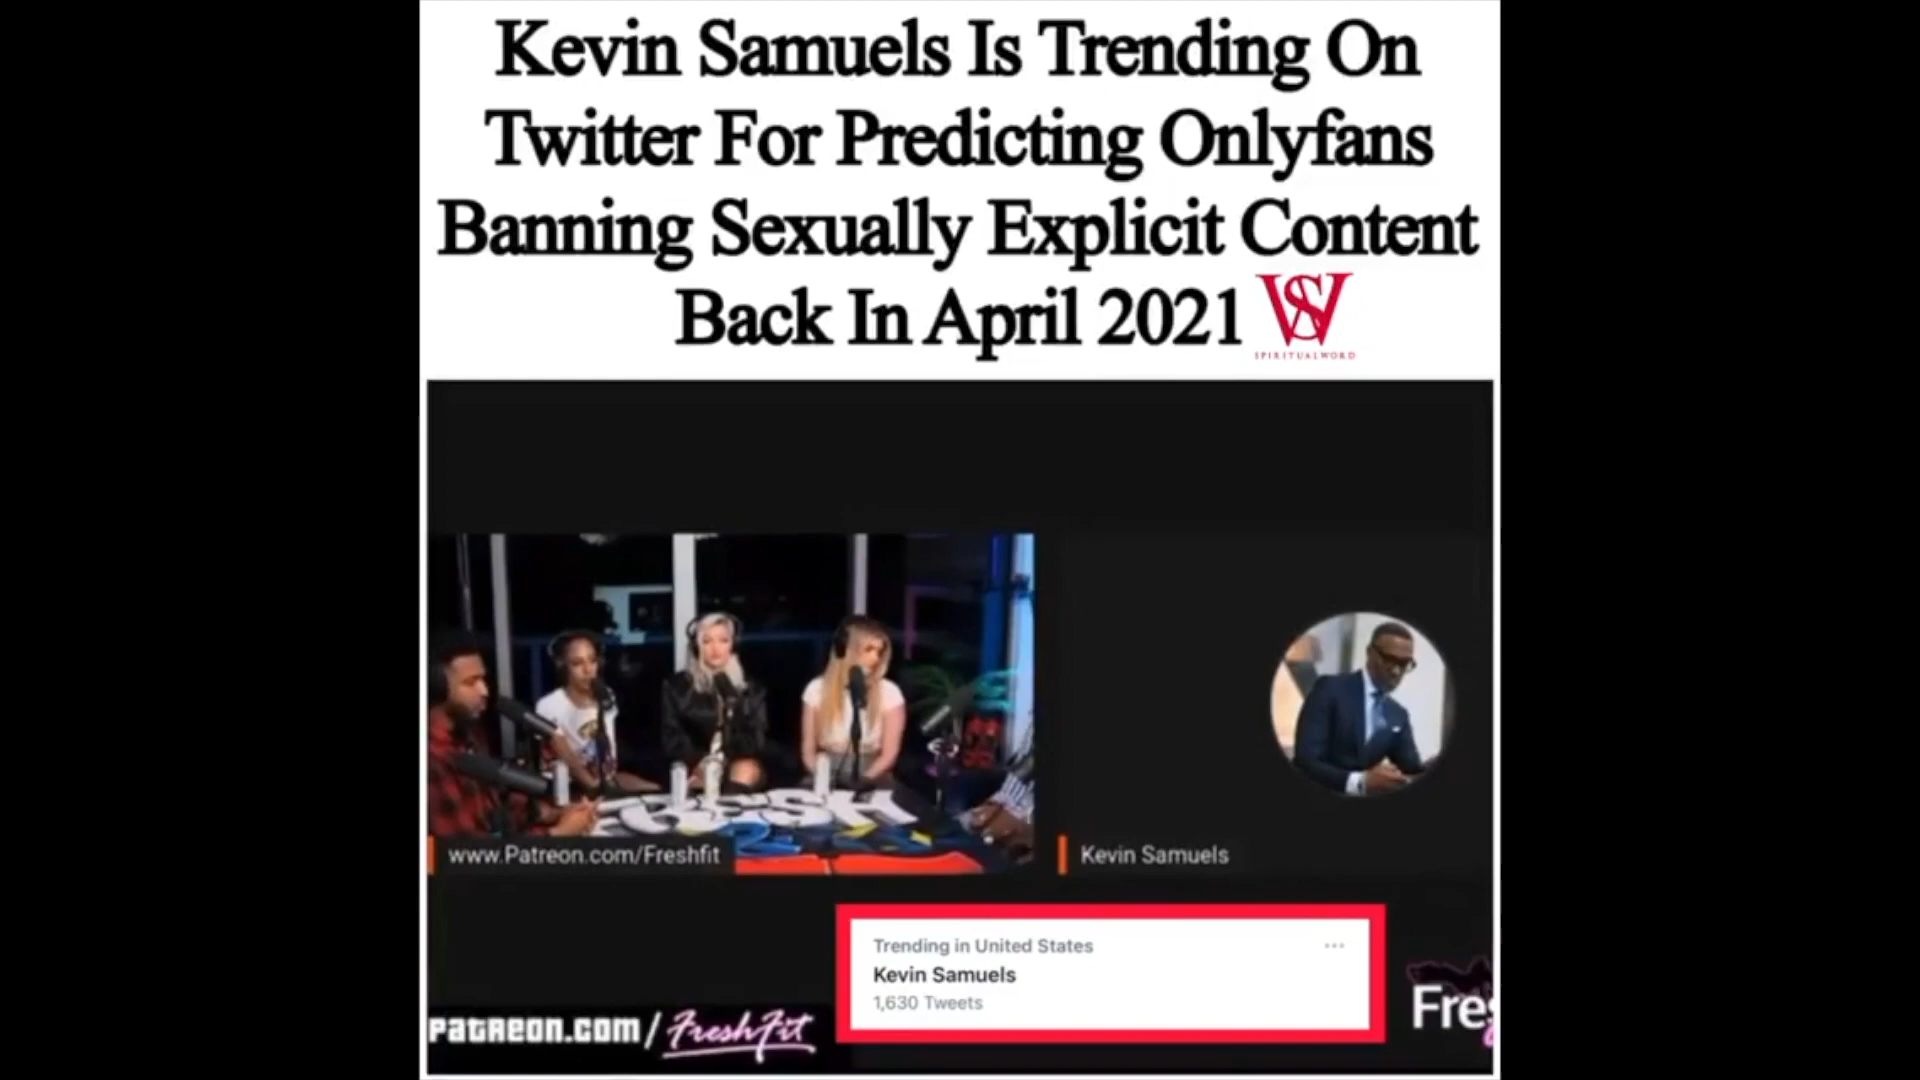 Kevin Samuels Is Trending On
Twitter For Predicting Onlyfans
Banning Sexually Explicit Content
Back In April 2021
SPIRITUALWORD
www.Patreon.com/Freshfit
Kevin Samuels
Trending in United States
Kevin Samuels
1,630 Tweets
Patreon.com/FreshFit